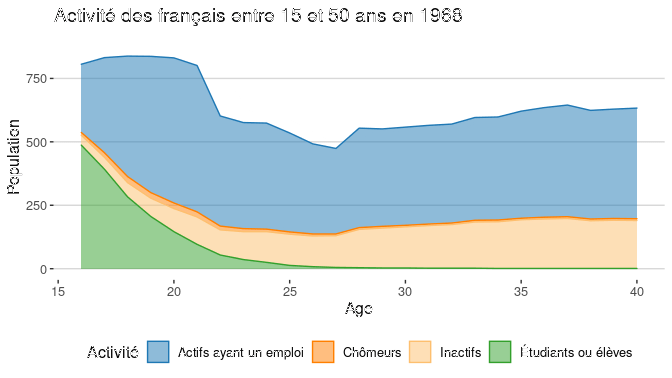 Activité des français entre 15 et 50 ans en 1968
Population
750
500
250
0
15 20 25 30 35 40
Age
Activité Actifs ayant un emploi Chômeurs Inactifs Étudiants ou élèves